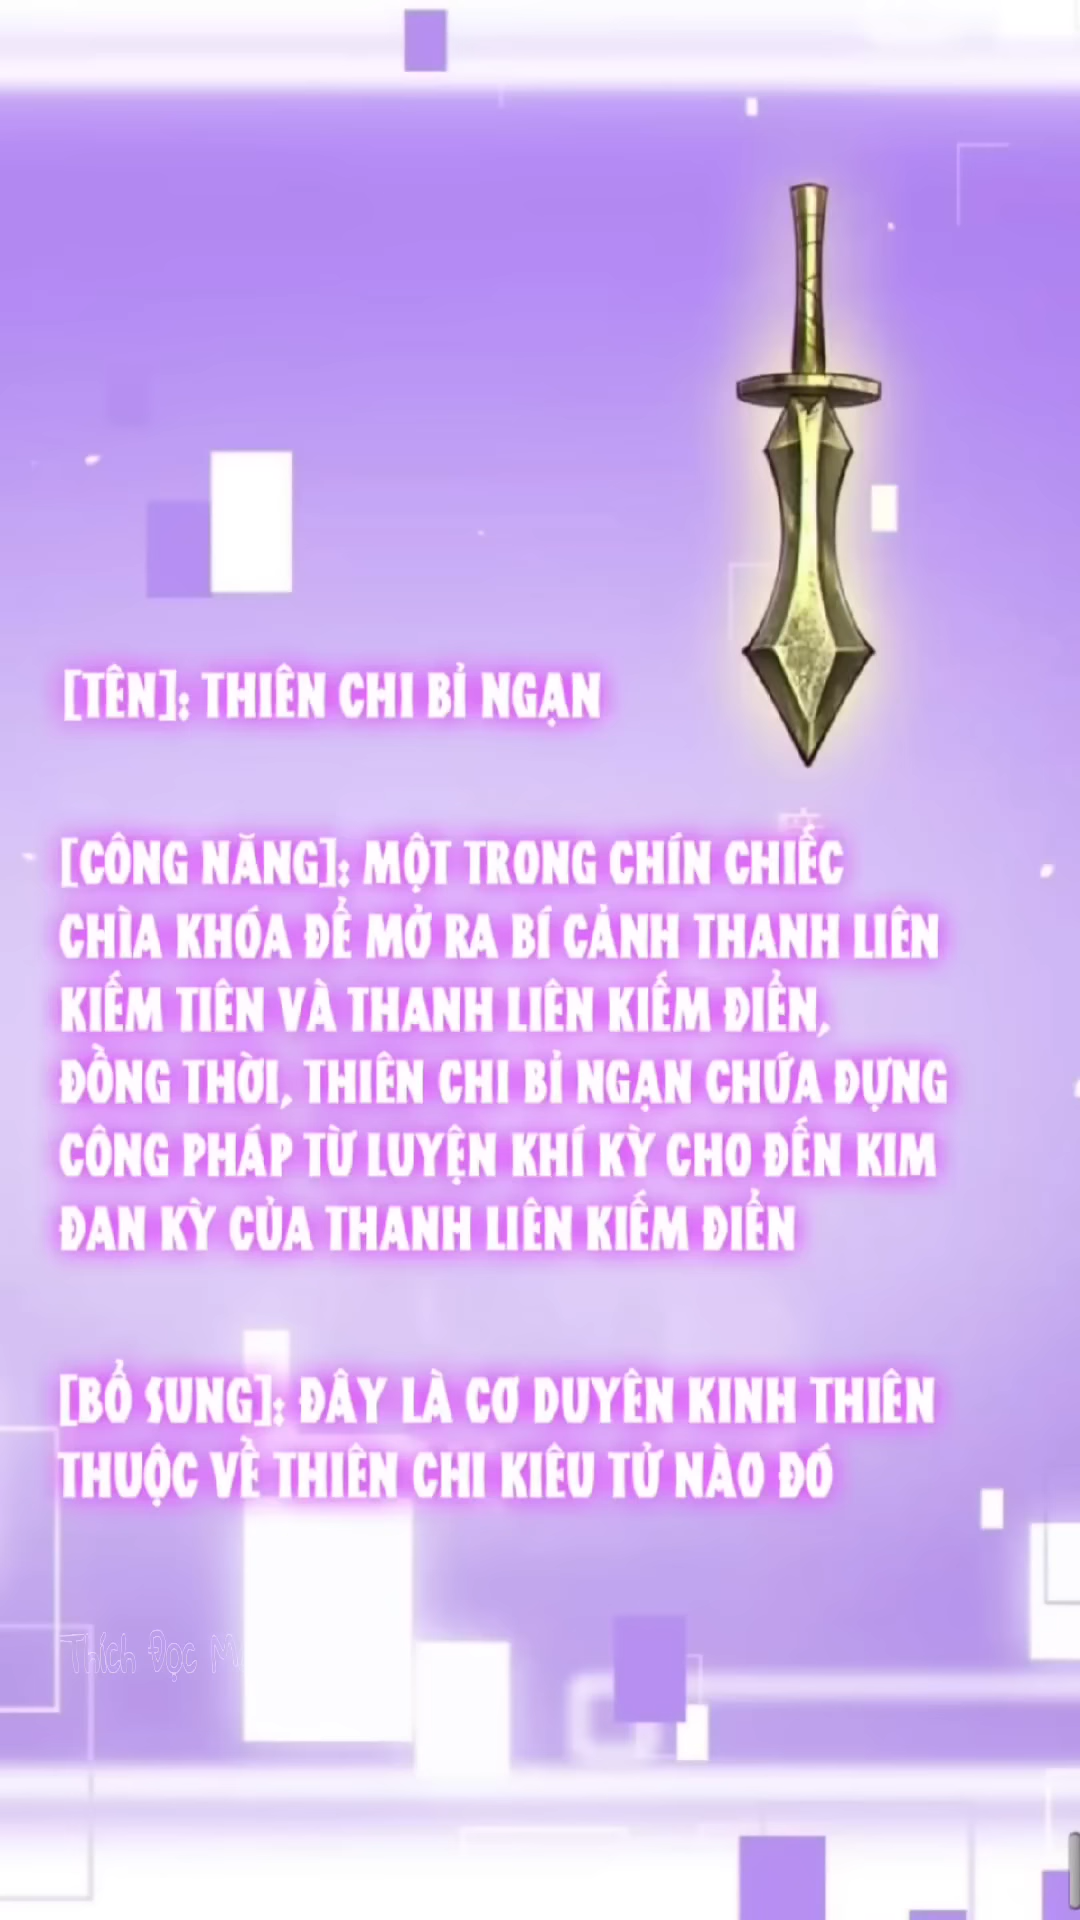 [TÊN]: THIÊN CHI BỈ NGẠN
[CÔNG NĂNG]: MỘT TRONG CHÍN CHIẾC
CHÌA KHÓA ĐỂ MỞ RA BÍ CẢNH THANH LIÊN
KIẾM TIÊN VÀ THANH LIÊN KIẾM ĐIỂN,
ĐỒNG THỜI, THIÊN CHI BỈ NGẠN CHỨA ĐỰNG
CÔNG PHÁP TỪ LUYỆN KHÍ KỲ CHO ĐẾN KIM
ĐAN KỲ CỦA THANH LIÊN KIẾM ĐIỂN
[BỔ SUNG]: ĐÂY LÀ CƠ DUYÊN KINH THIÊN
THUỘC VỀ THIÊN CHI KIÊU TỬ NÀO ĐÓ
Thích Đọc M